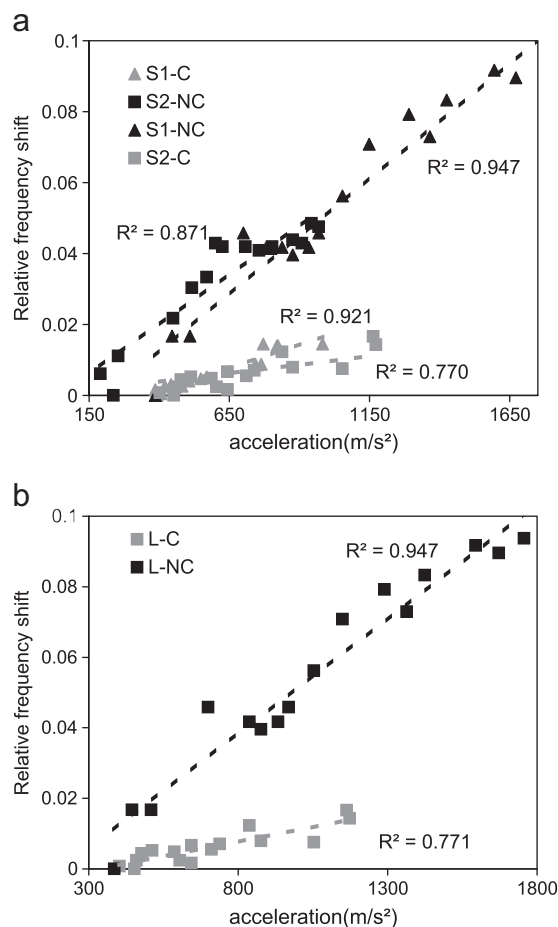 a
0.1
S1-C
S2-NC
0.08
S1-NC
S2-C
R² = 0.947
0.06
R² = 0.871
0.04
R² = 0.921
0.02
R² = 0.770
0
150 650 1150 1650
Relative frequency shift
acceleration(m/s²)
b
0.1
L-C
R² = 0.947
L-NC
0.08
0.06
0.04
0.02
R² = 0.771
0
300 800 1300 1800
Relative frequency shift
acceleration(m/s²)